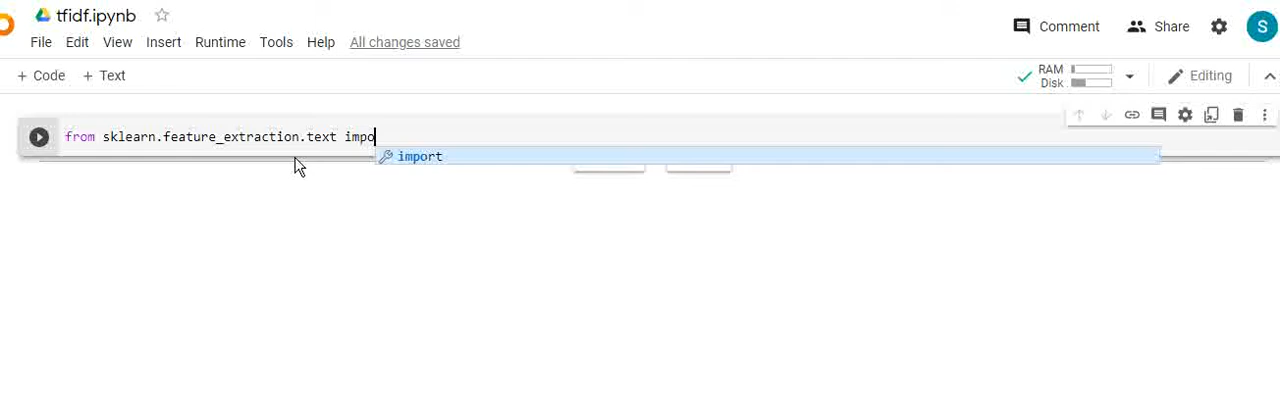 tfidf.ipynb
File Edit View Insert Runtime Tools Help All changes saved
Comment Share S
+ Code + Text
RAM
Disk
Editing
from sklearn.feature_extraction.text impo
import